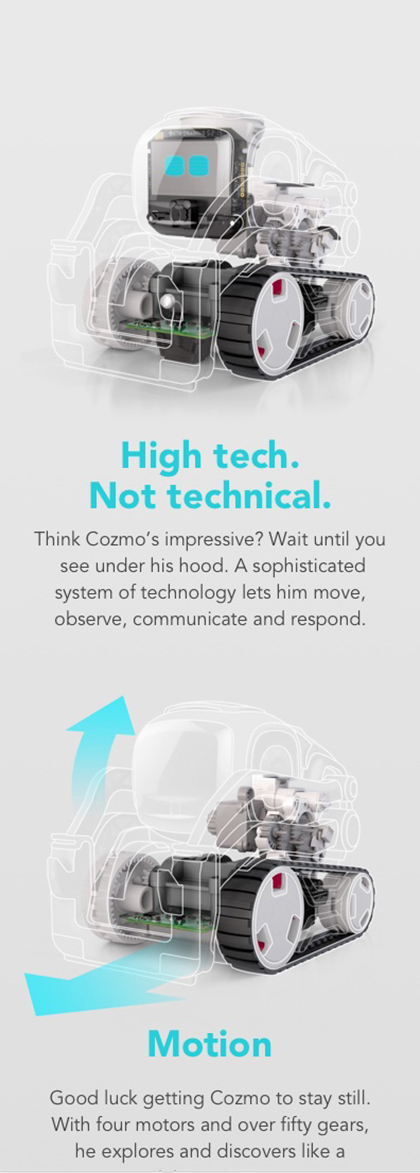 High tech.
Not technical.
Think Cozmo’s impressive? Wait until you
see under his hood. A sophisticated
system of technology lets him move,
observe, communicate and respond.
Motion
Good luck getting Cozmo to stay still.
With four motors and over fifty gears,
he explores and discovers like a